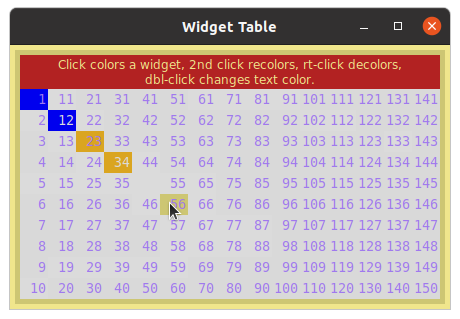 Widget Table
Click colors a widget, 2nd click recolors, rt-click decolors,
dbl-click changes text color.
1 11 21 31 41 51 61 71 81 91 101 111 121 131 141
2 12 22 32 42 52 62 72 82 92 102 112 122 132 142
3 13 23 33 43 53 63 73 83 93 103 113 123 133 143
4 14 24 34 44 54 64 74 84 94 104 114 124 134 144
5 15 25 35 55 65 75 85 95 105 115 125 135 145
6 16 26 36 46 56 66 76 86 96 106 116 126 136 146
7 17 27 37 47 57 67 77 87 97 107 117 127 137 147
8 18 28 38 48 58 68 78 88 98 108 118 128 138 148
9 19 29 39 49 59 69 79 89 99 109 119 129 139 149
10 20 30 40 50 60 70 80 90 100 110 120 130 140 150